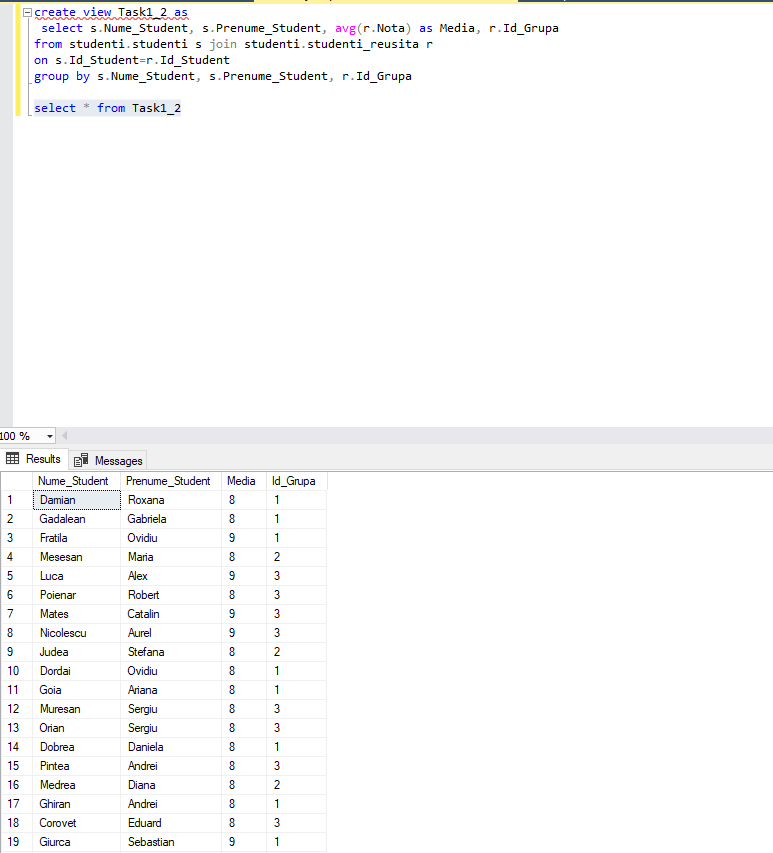 create view Task1_2 as
select s.Nume_Student, s.Prenume_Student, avg(r.Nota) as Media, r.Id_Grupa
from studenti.studenti s join studenti.studenti_reusita r
on s.Id_Student=r.Id_Student
group by s.Nume_Student, s.Prenume_Student, r.Id_Grupa
select * from Task1_2
100 %
Results Messages
Nume_Student Prenume_Student Media Id_Grupa
1 Damian Roxana 8 1
2 Gadalean Gabriela 8 1
3 Fratila Ovidiu 9 1
4 Mesesan Maria 8 2
5 Luca Alex 9 3
6 Poienar Robert 8 3
7 Mates Catalin 9 3
8 Nicolescu Aurel 9 3
9 Judea Stefana 8 2
10 Dordai Ovidiu 8 1
11 Goia Ariana 8 1
12 Muresan Sergiu 8 3
13 Orian Sergiu 8 3
14 Dobrea Daniela 8 1
15 Pintea Andrei 8 3
16 Medrea Diana 8 2
17 Ghiran Andrei 8 1
18 Corovet Eduard 8 3
19 Giurca Sebastian 9 1